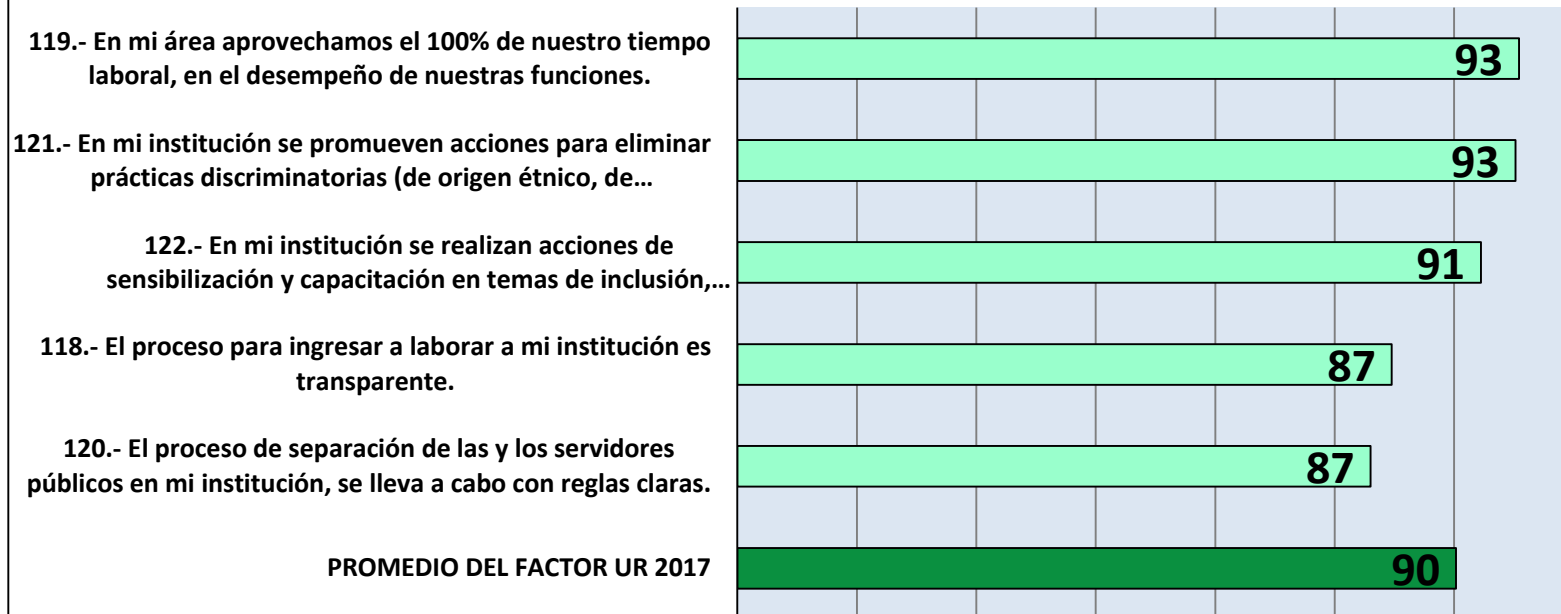 119.- En mi área aprovechamos el 100% de nuestro tiempo
laboral, en el desempeño de nuestras funciones.
93
121.- En mi institución se promueven acciones para eliminar
prácticas discriminatorias (de origen étnico, de...
93
122.- En mi institución se realizan acciones de
sensibilización y capacitación en temas de inclusión,...
91
118.- El proceso para ingresar a laborar a mi institución es
transparente.
87
120.- El proceso de separación de las y los servidores
públicos en mi institución, se lleva a cabo con reglas claras.
87
PROMEDIO DEL FACTOR UR 2017
90